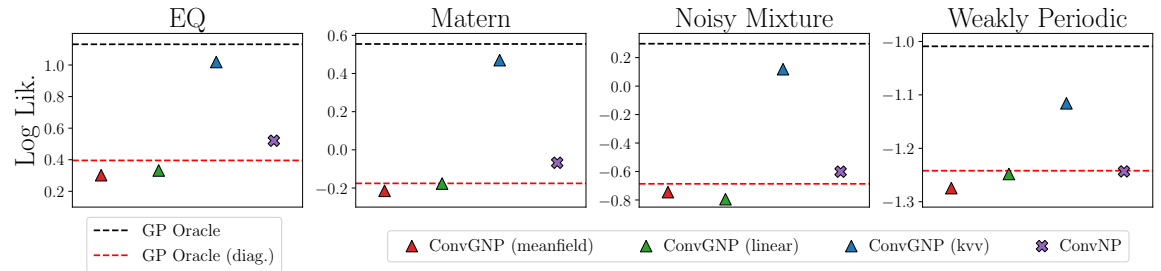 EQ
Matern
Noisy Mixture
Weakly Periodic
Log Lik.
1.0
0.8
0.6
0.4
0.2
0.6
0.4
0.2
0.0
−0.2
0.2
0.0
−0.2
−0.4
−0.6
−0.8
−1.0
−1.1
−1.2
−1.3
GP Oracle
GP Oracle (diag.)
ConvGNP (meanfield)
ConvGNP (linear)
ConvGNP (kvv)
ConvNP